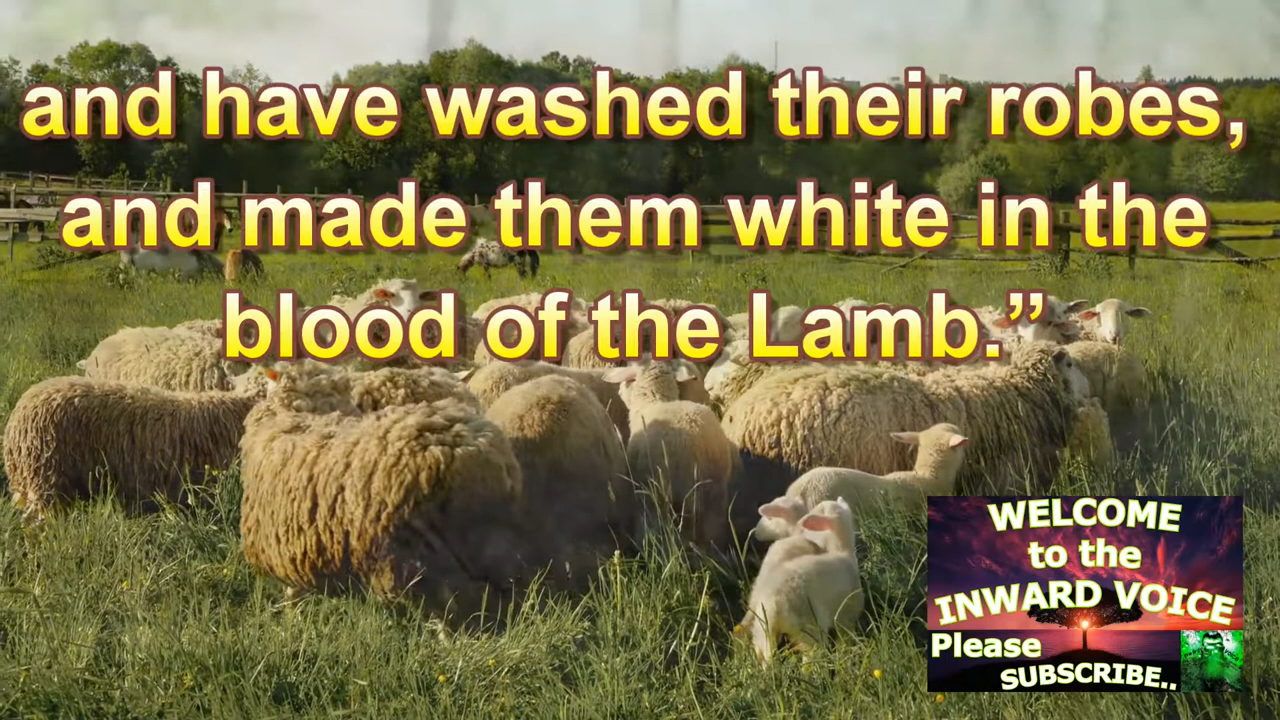 and have washed their robes,
and made them white in the
blood of the Lamb.”
WELCOME
to the
INWARD VOICE
Please
SUBSCRIBE..